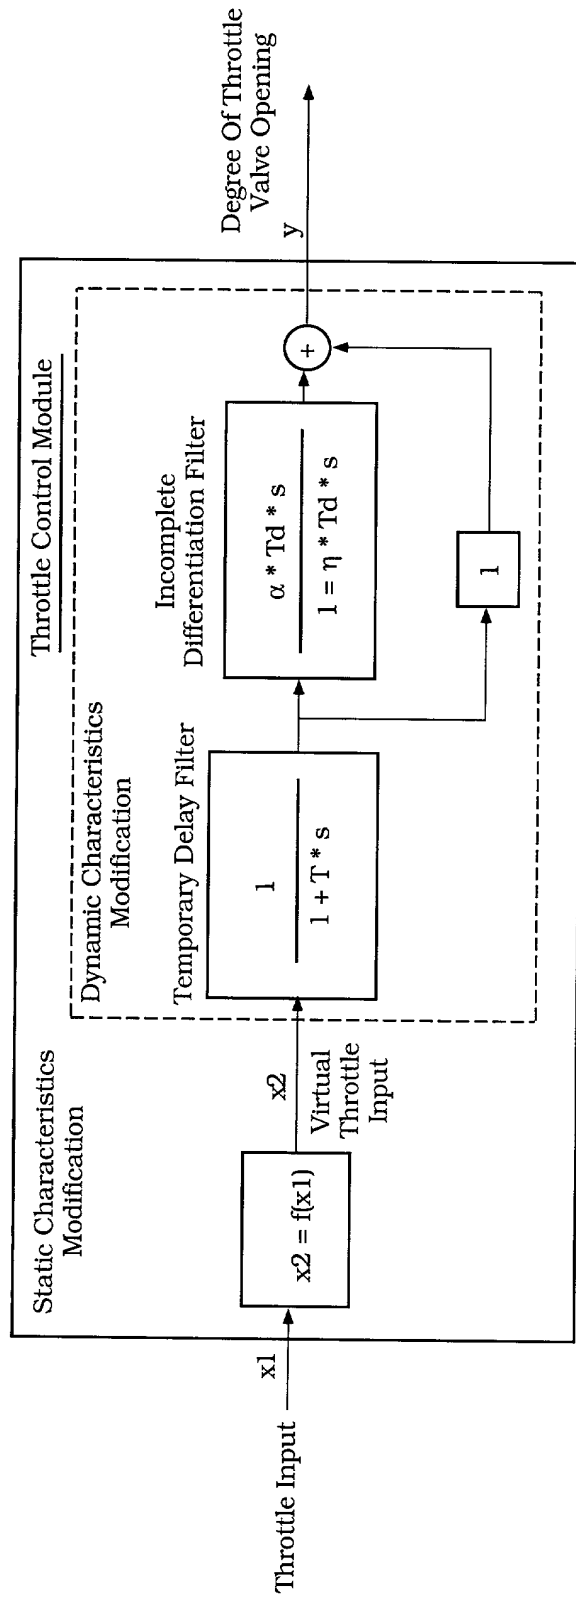 Throttle Control Module
Static Characteristics
Modification
Dynamic Characteristics
Modification
Throttle Input
x1
x2 = f(x1)
x2
Virtual
Throttle
Input
Temporary Delay Filter
1
1 + T * s
Incomplete
Differentiation Filter
α * Td * s
1 = η * Td * s
1
+
y
Degree Of Throttle
Valve Opening